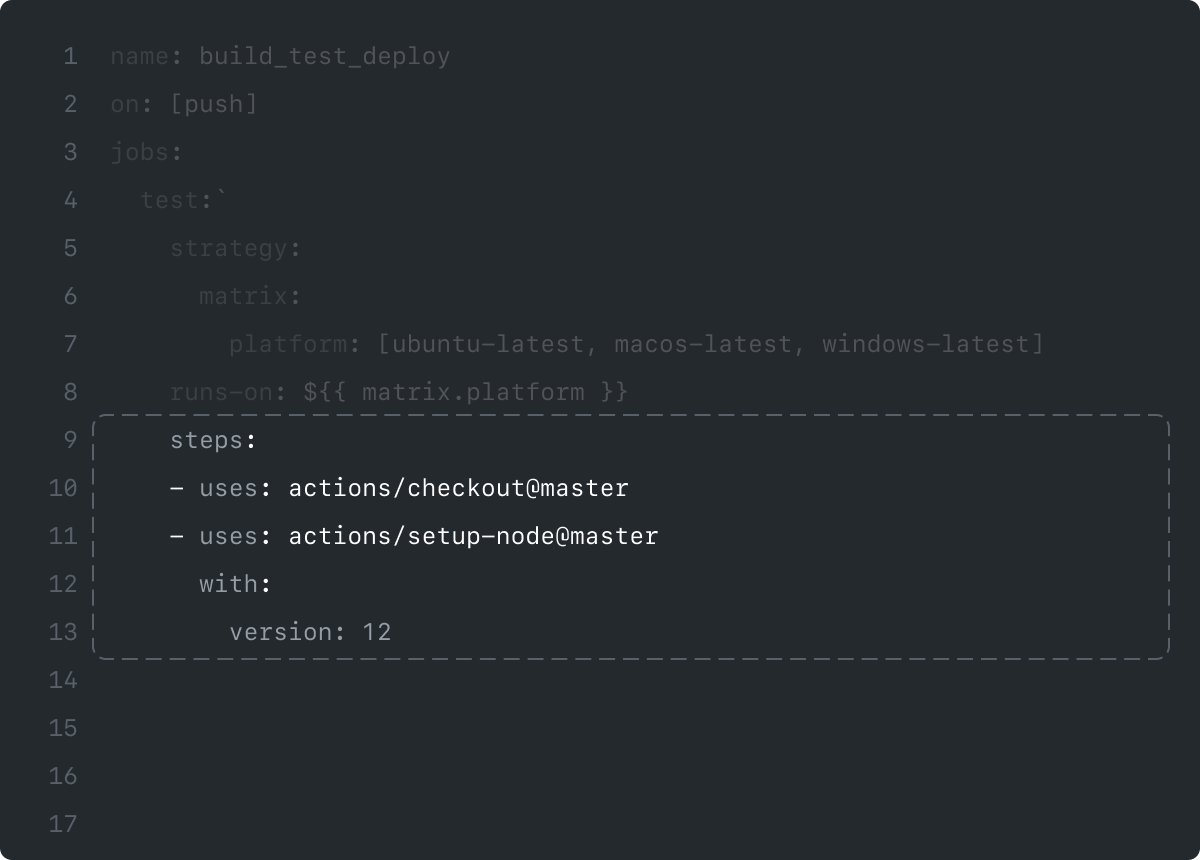 1 name: build_test_deploy
2 on: [push]
3 jobs:
4   test:`
5     strategy:
6       matrix:
7         platform: [ubuntu-latest, macos-latest, windows-latest]
8     runs-on: ${{ matrix.platform }}
9     steps:
10     - uses: actions/checkout@master
11     - uses: actions/setup-node@master
12       with:
13         version: 12
14
15
16
17